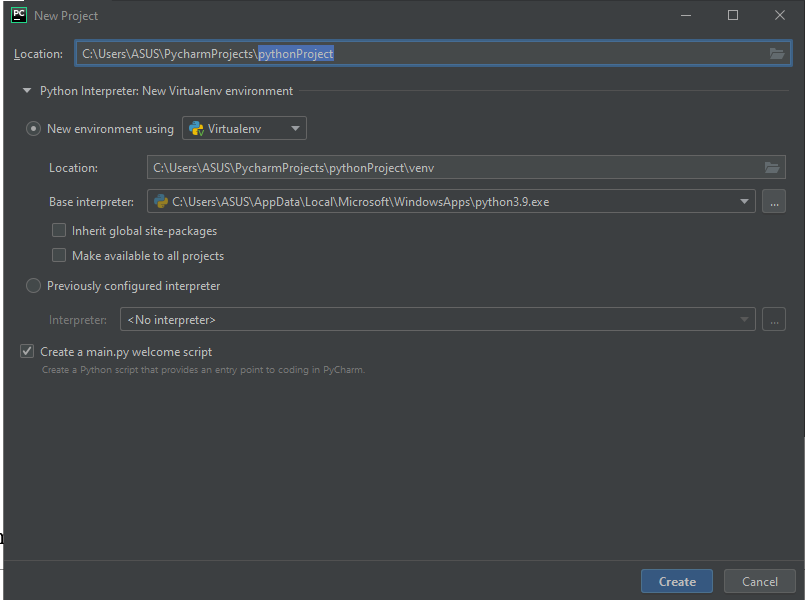 PC New Project
Location: C:\Users\ASUS\PycharmProjects\pythonProject
Python Interpreter: New Virtualenv environment
New environment using Virtualenv
Location: C:\Users\ASUS\PycharmProjects\pythonProject\venv
Base interpreter: C:\Users\ASUS\AppData\Local\Microsoft\WindowsApps\python3.9.exe ...
Inherit global site-packages
Make available to all projects
Previously configured interpreter
Interpreter: <No interpreter> ...
Create a main.py welcome script
Create a Python script that provides an entry point to coding in PyCharm.
Create Cancel